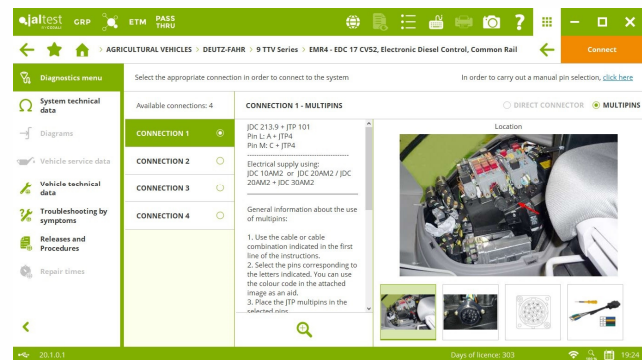 jaltest GRP ETM PASS THRU
BY COJALI
AGRICULTURAL VEHICLES > DEUTZ-FAHR > 9 TTV Series > EMR4 - EDC 17 CV52, Electronic Diesel Control, Common Rail
Connect
Diagnostics menu
Select the appropriate connection in order to connect to the system
In order to carry out a manual pin selection, click here
System technical data
Available connections: 4
CONNECTION 1 - MULTIPINS
DIRECT CONNECTOR
MULTIPINS
Diagrams
Vehicle service data
Vehicle technical data
Troubleshooting by symptoms
Releases and Procedures
Repair times
CONNECTION 1
CONNECTION 2
CONNECTION 3
CONNECTION 4
JDC 213.9 + JTP 101
Pin L: A + JTP4
Pin M: C + JTP4
Electrical supply using:
JDC 10AM2 or JDC 20AM2 / JDC
20AM2 + JDC 30AM2
General information about the use
of multipins:
1. Use the cable or cable
combination indicated in the first
line of the instructions.
2. Select the pins corresponding to
the letters indicated. You can use
the colour code in the attached
image as an aid.
3. Place the JTP multipins in the
selected pins
Location
20.1.0.1
Days of licence: 303
19:24